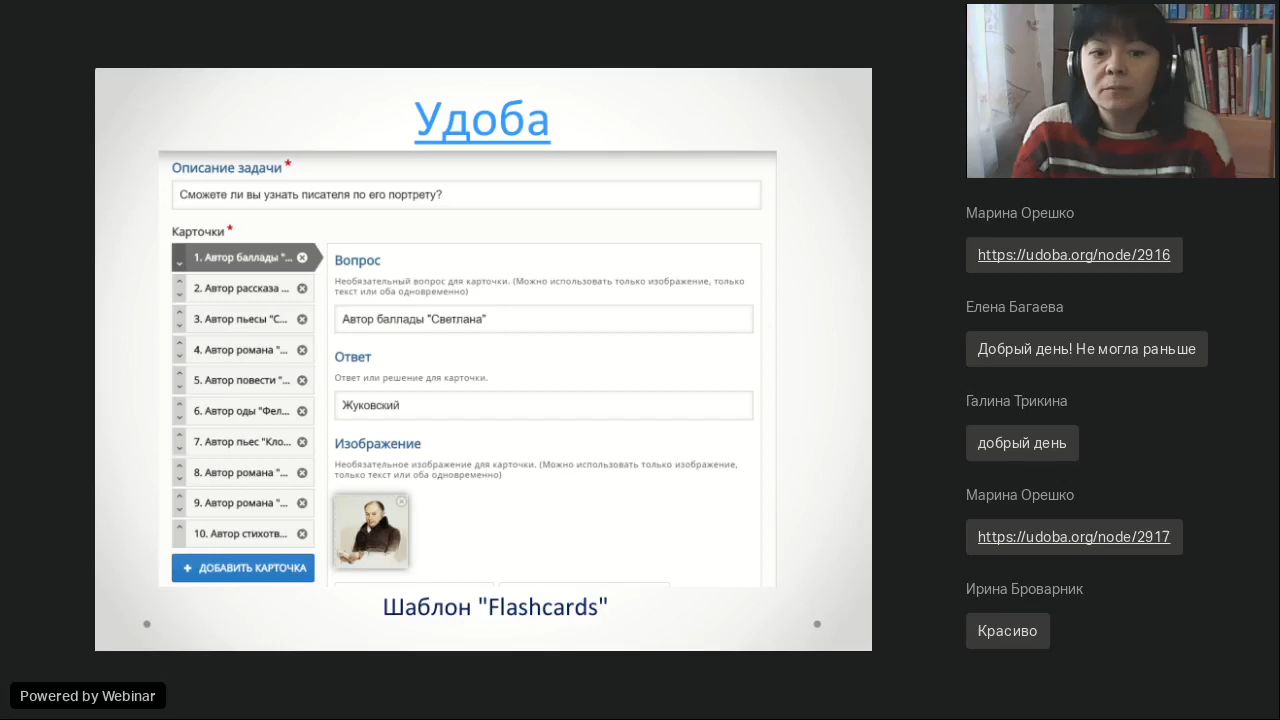 Удоба
Описание задачи *
Сможете ли вы узнать писателя по его портрету?
Карточки *
1. Автор баллады "...
2. Автор рассказа ...
3. Автор пьесы "С...
4. Автор романа "...
5. Автор повести "...
6. Автор оды "Фел...
7. Автор пьес "Кло...
8. Автор романа "...
9. Автор романа "...
10. Автор стихотв...
+ ДОБАВИТЬ КАРТОЧКА
Вопрос
Необязательный вопрос для карточки. (Можно использовать только изображение, только
текст или оба одновременно)
Автор баллады "Светлана"
Ответ
Ответ или решение для карточки.
Жуковский
Изображение
Необязательное изображение для карточки. (Можно использовать только изображение,
только текст или оба одновременно)
Шаблон "Flashcards"
Марина Орешко
https://udoba.org/node/2916
Елена Багаева
Добрый день! Не могла раньше
Галина Трикина
добрый день
Марина Орешко
https://udoba.org/node/2917
Ирина Броварник
Красиво
Powered by Webinar